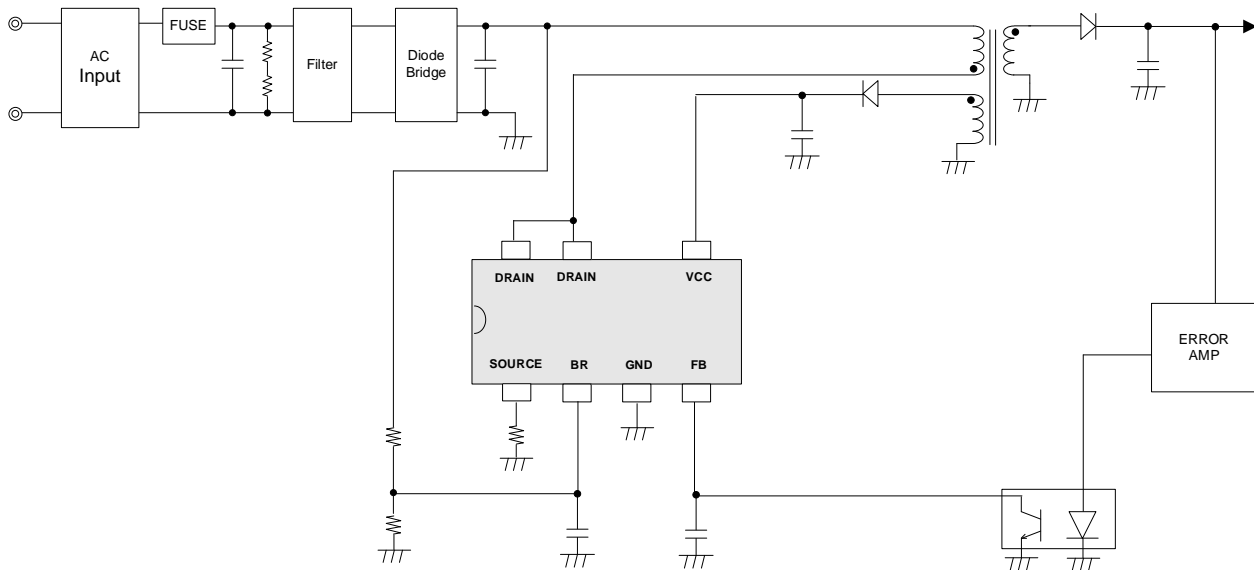 FUSE
AC
Input
Filter
Diode
Bridge
DRAIN
DRAIN
VCC
SOURCE
BR
GND
FB
ERROR
AMP